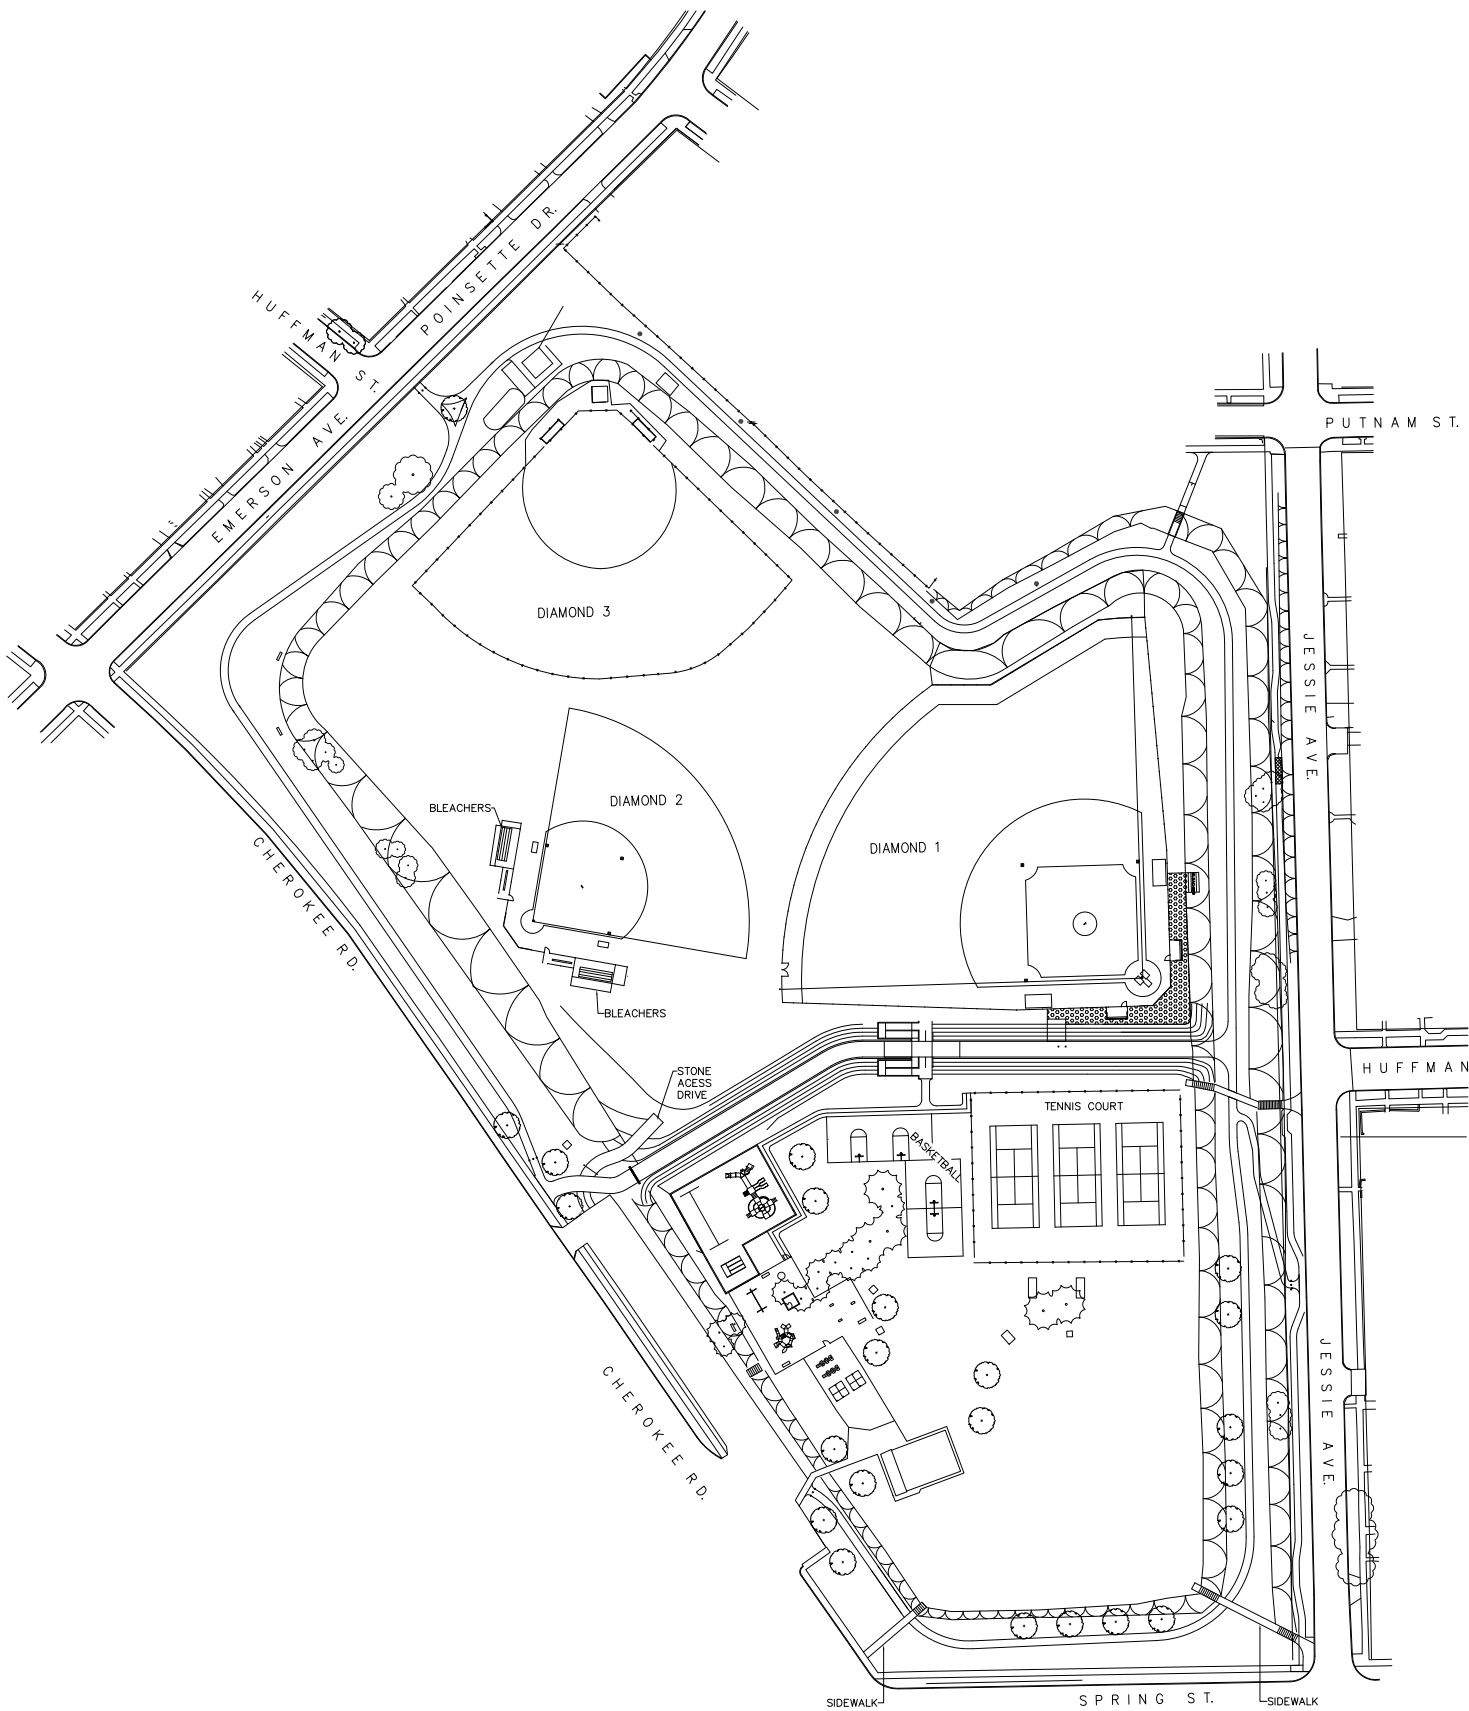 POINSETTE DR.
HUFFMAN ST.
EMERSON AVE.
PUTNAM ST.
DIAMOND 3
JESSIE AVE.
DIAMOND 2
BLEACHERS
DIAMOND 1
CHEROKEE RD.
BLEACHERS
STONE
ACESS
DRIVE
HUFFMAN
TENNIS COURT
BASKETBALL
CHEROKEE RD.
JESSIE AVE.
SIDEWALK
SPRING ST.
SIDEWALK